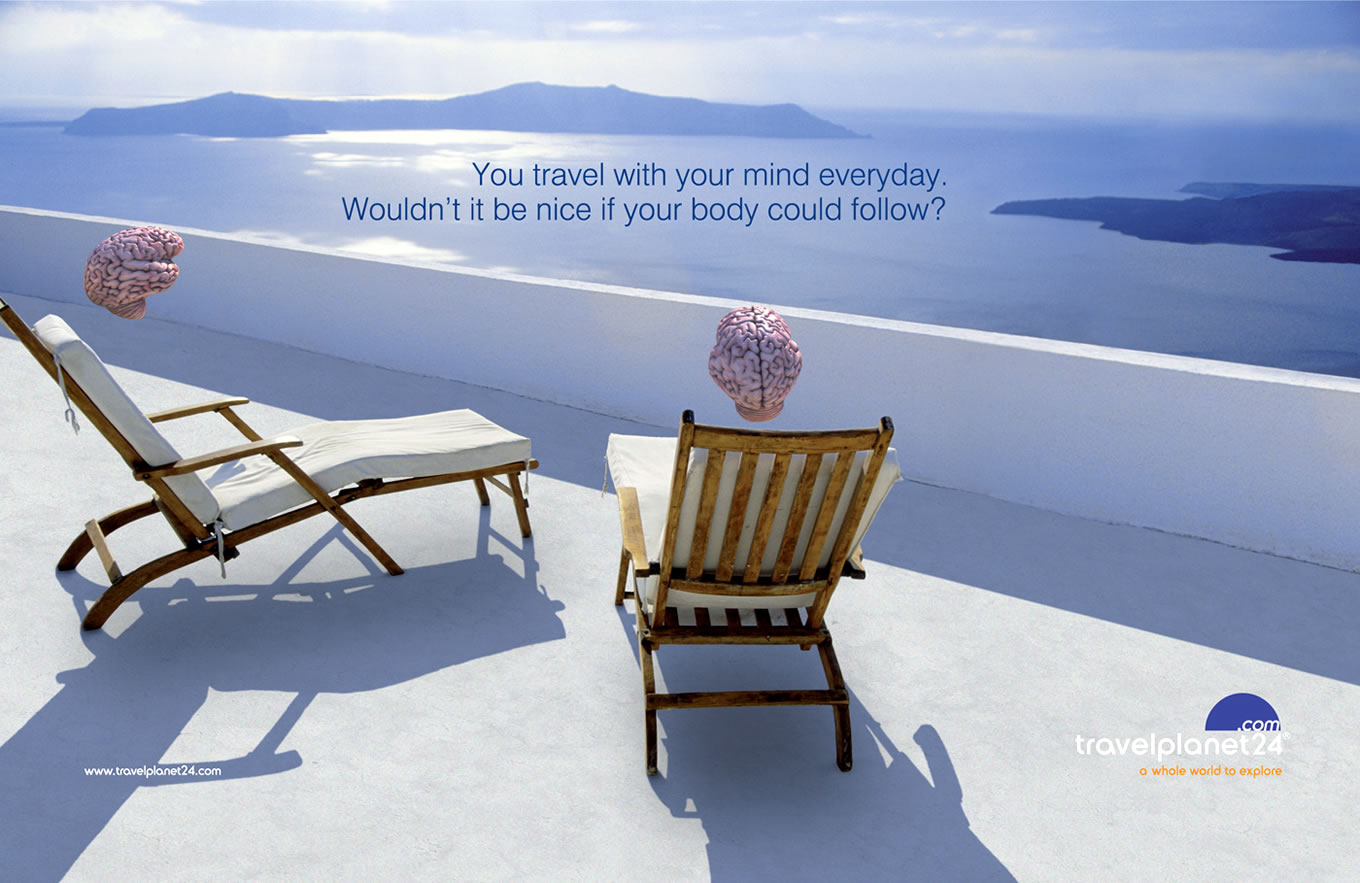 You travel with your mind everyday.
Wouldn't it be nice if your body could follow?
www.travelplanet24.com
.com
travelplanet24®
a whole world to explore